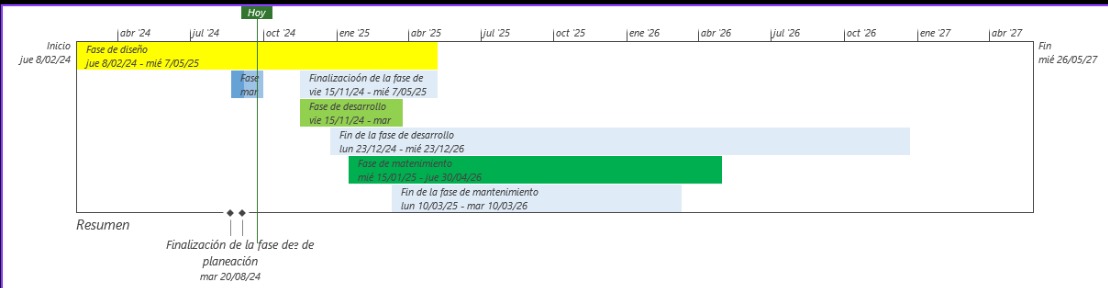 Hoy
abr '24
jul '24
oct '24
ene '25
abr '25
jul '25
oct '25
ene '26
abr '26
jul '26
oct '26
ene '27
abr '27
Inicio
jue 8/02/24
Fin
mié 26/05/27
Fase de diseño
jue 8/02/24 - mié 7/05/25
Fase
mar
Finalizacioón de la fase de
vie 15/11/24 - mié 7/05/25
Fase de desarrollo
vie 15/11/24 - mar
Fin de la fase de desarrollo
lun 23/12/24 - mié 23/12/26
Fase de matenimiento
mié 15/01/25 - jue 30/04/26
Fin de la fase de mantenimiento
lun 10/03/25 - mar 10/03/26
Resumen
Finalización de la fase de
planeación
mar 20/08/24